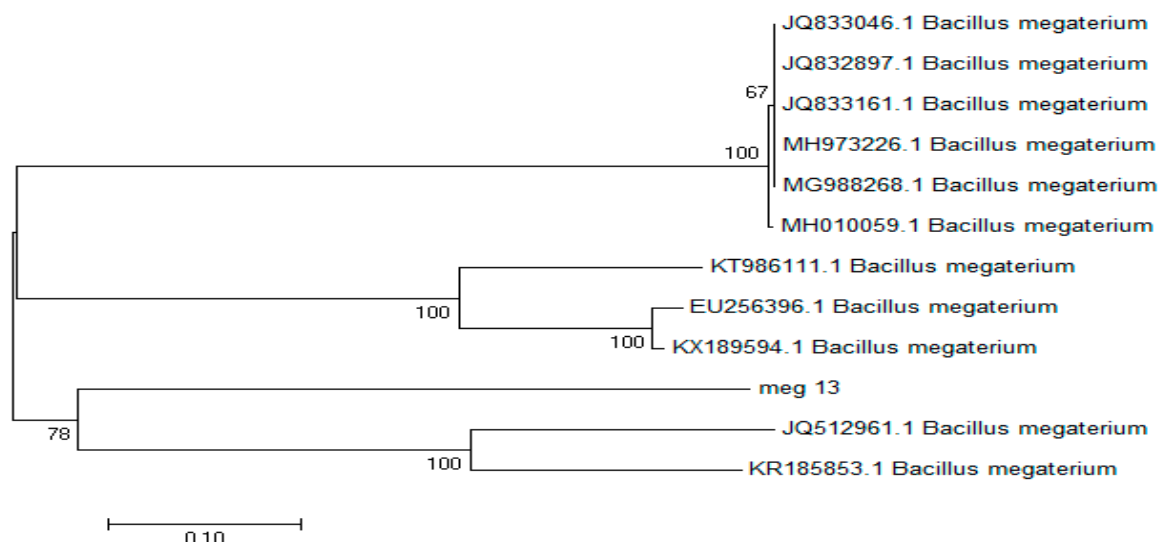 JQ833046.1 Bacillus megaterium
JQ832897.1 Bacillus megaterium
67
JQ833161.1 Bacillus megaterium
MH973226.1 Bacillus megaterium
100
MG988268.1 Bacillus megaterium
MH010059.1 Bacillus megaterium
KT986111.1 Bacillus megaterium
100
EU256396.1 Bacillus megaterium
100
KX189594.1 Bacillus megaterium
meg 13
78
JQ512961.1 Bacillus megaterium
100
KR185853.1 Bacillus megaterium
0.10